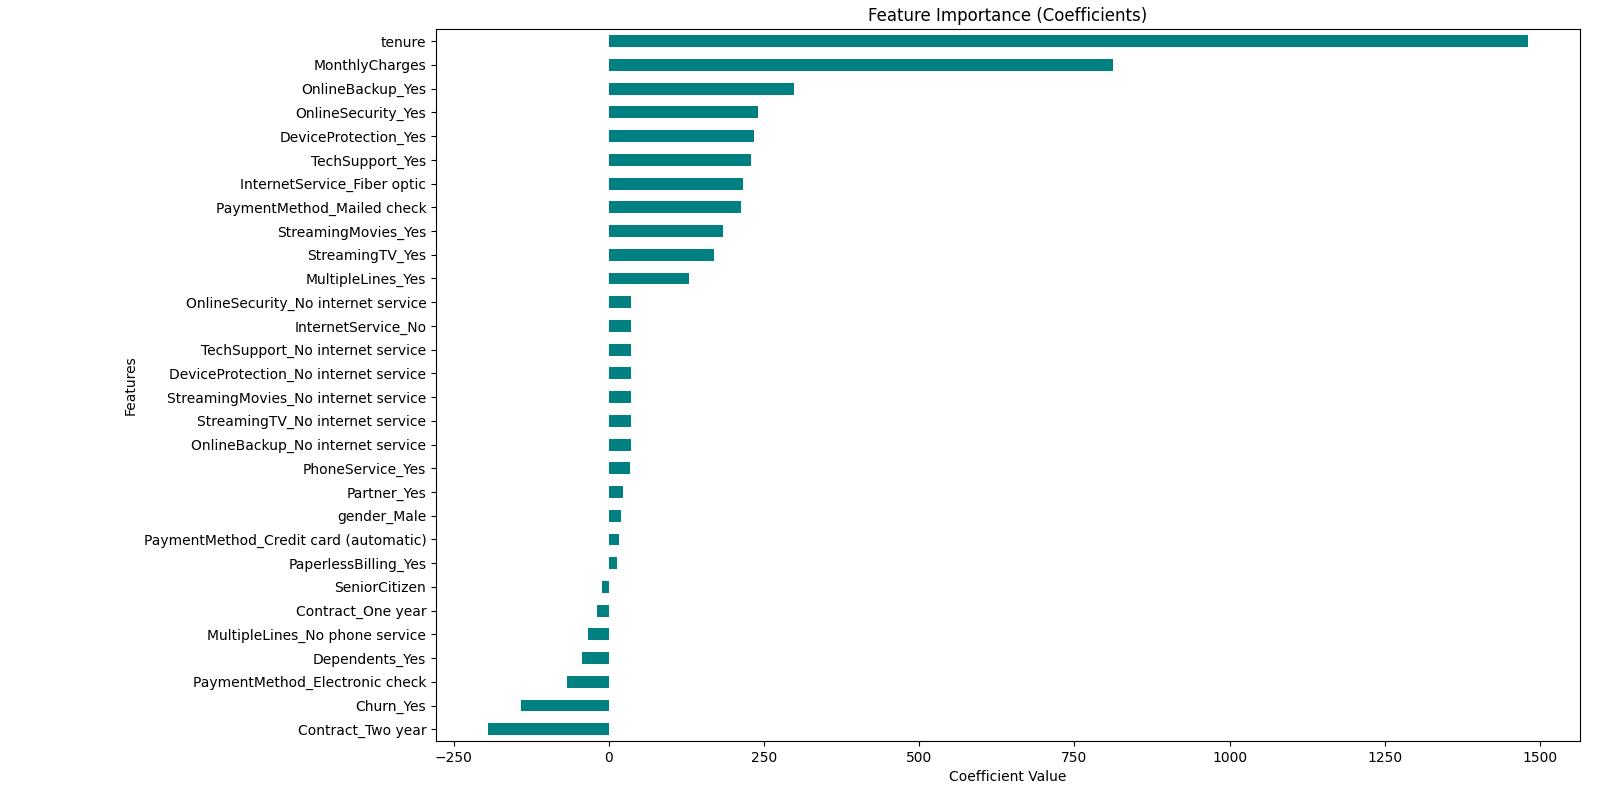 Feature Importance (Coefficients)
tenure
MonthlyCharges
OnlineBackup_Yes
OnlineSecurity_Yes
DeviceProtection_Yes
TechSupport_Yes
InternetService_Fiber optic
PaymentMethod_Mailed check
StreamingMovies_Yes
StreamingTV_Yes
MultipleLines_Yes
OnlineSecurity_No internet service
InternetService_No
TechSupport_No internet service
DeviceProtection_No internet service
StreamingMovies_No internet service
StreamingTV_No internet service
OnlineBackup_No internet service
PhoneService_Yes
Partner_Yes
gender_Male
PaymentMethod_Credit card (automatic)
PaperlessBilling_Yes
SeniorCitizen
Contract_One year
MultipleLines_No phone service
Dependents_Yes
PaymentMethod_Electronic check
Churn_Yes
Contract_Two year
Features
−250 0 250 500 750 1000 1250 1500
Coefficient Value